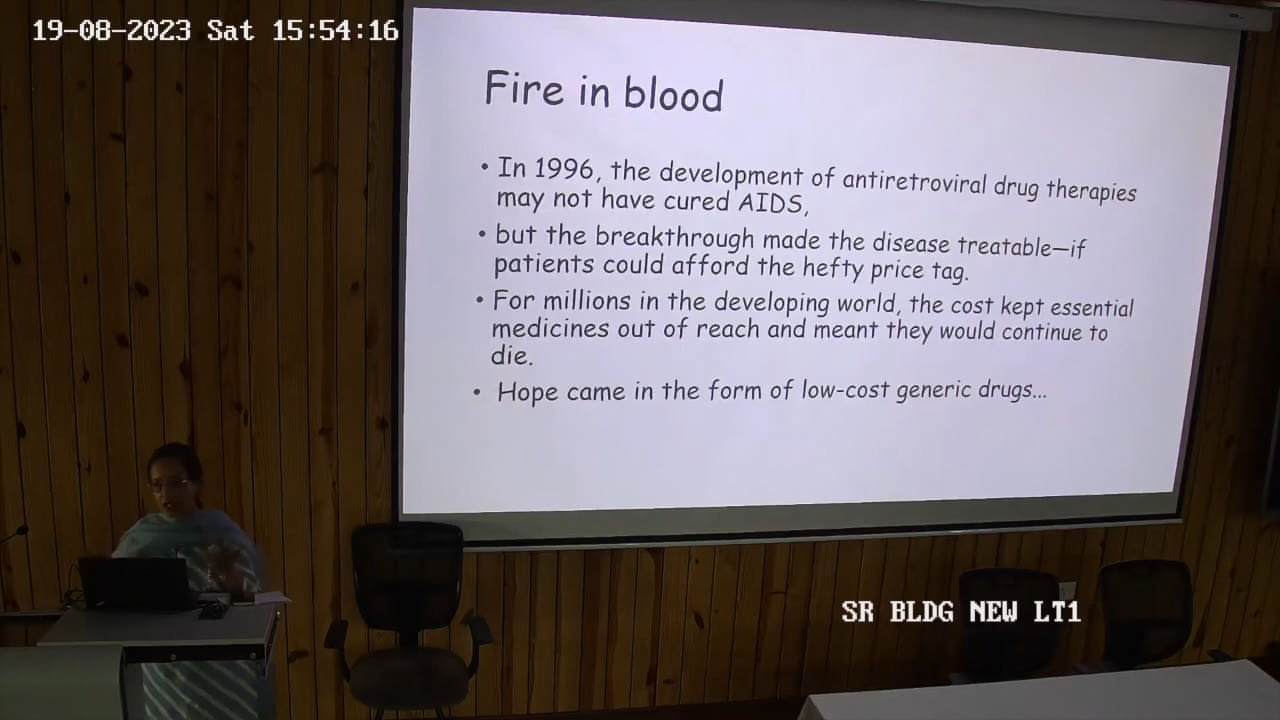 19-08-2023 Sat 15:54:16
Fire in blood
• In 1996, the development of antiretroviral drug therapies
may not have cured AIDS,
• but the breakthrough made the disease treatable—if
patients could afford the hefty price tag.
• For millions in the developing world, the cost kept essential
medicines out of reach and meant they would continue to
die.
• Hope came in the form of low-cost generic drugs...
SR BLDG NEW LT1